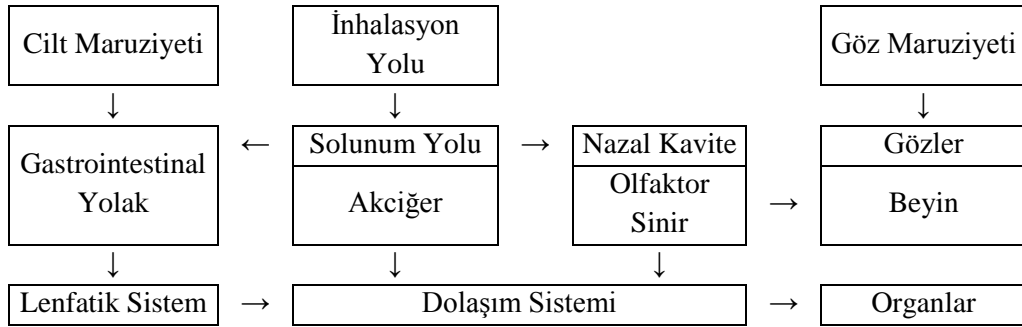 Cilt Maruziyeti
İnhalasyon
Yolu
Göz Maruziyeti
↓ ↓ ↓
Gastrointestinal
Yolak
←
Solunum Yolu
Akciğer
→
Nazal Kavite
Olfaktor
Sinir
→
Gözler
Beyin
↓ ↓ ↓
Lenfatik Sistem → Dolaşım Sistemi → Organlar